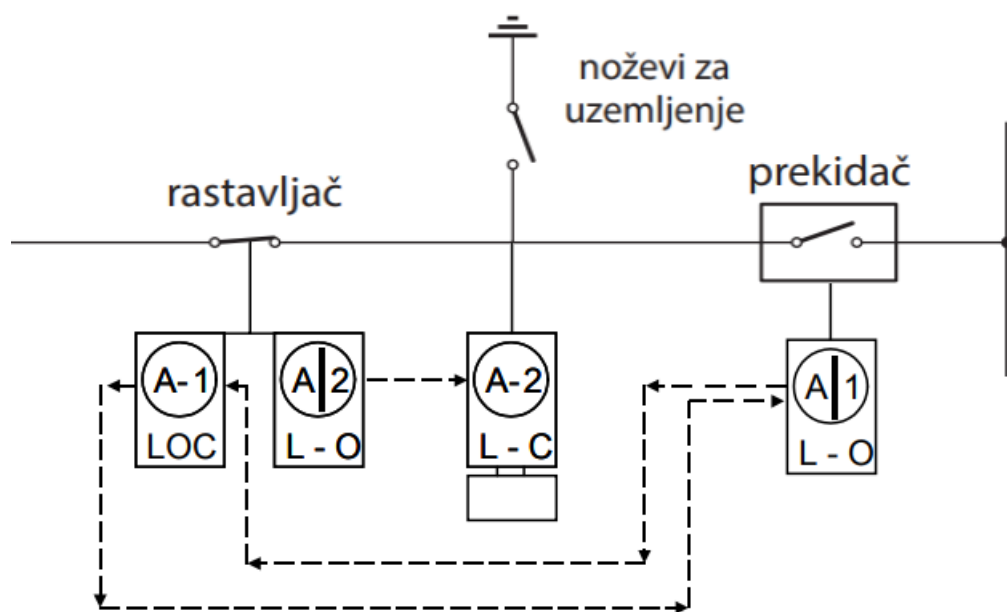 noževi za
uzemljenje
rastavljač
prekidač
A-1
LOC
A 2
L - O
A-2
L - C
A 1
L - O